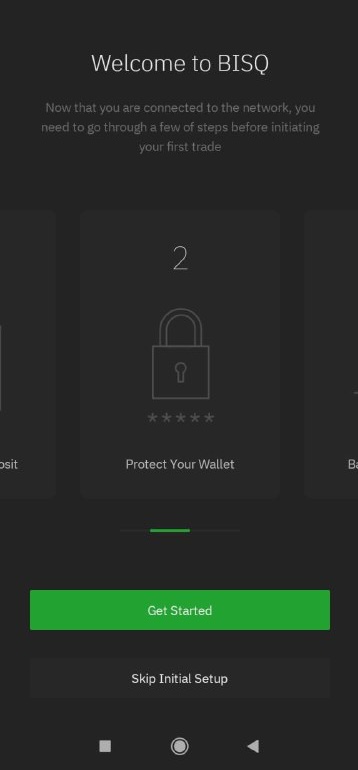 Welcome to BISQ
Now that you are connected to the network, you
need to go through a few of steps before initiating
your first trade
2
*****
osit
Protect Your Wallet
Ba
Get Started
Skip Initial Setup